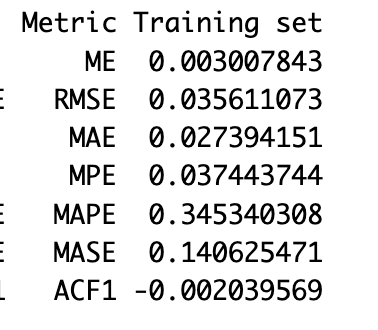 Metric Training set
ME 0.003007843
E RMSE 0.035611073
MAE 0.027394151
MPE 0.037443744
E MAPE 0.345340308
E MASE 0.140625471
ACF1 -0.002039569